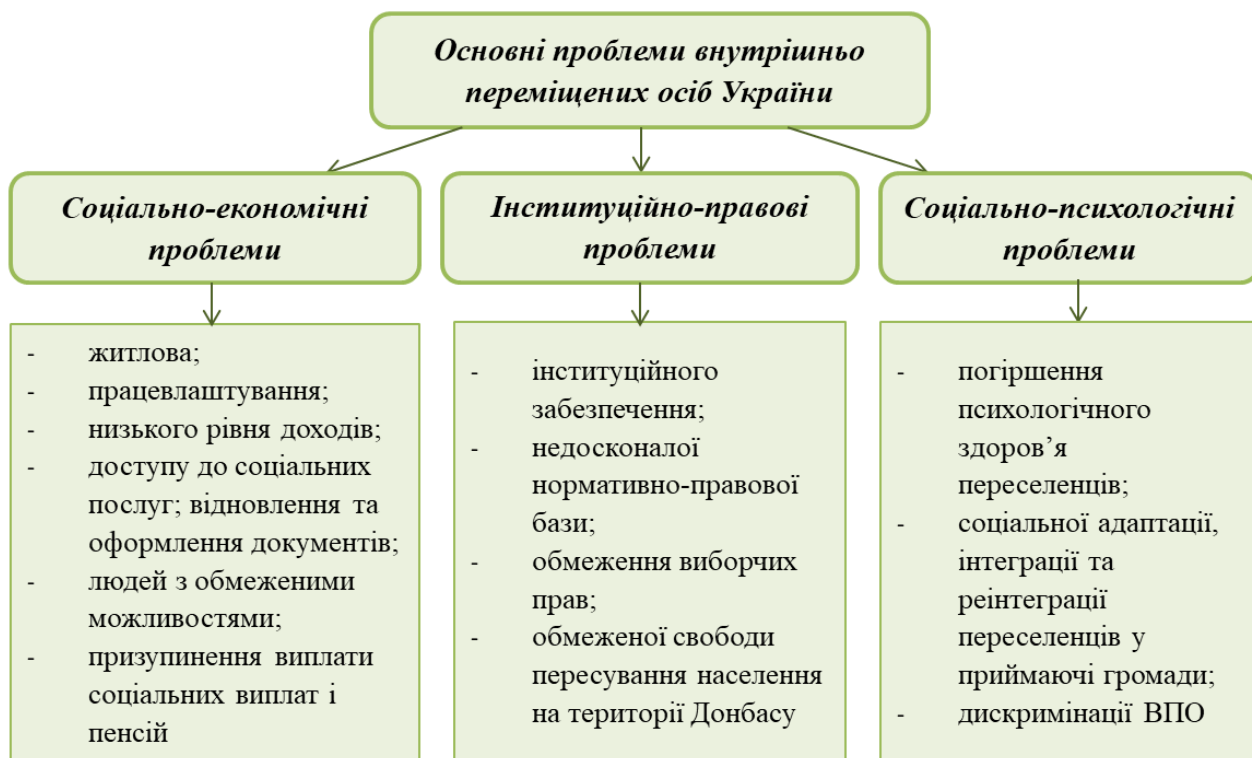 Основні проблеми внутрішньо
переміщених осіб України
Соціально-економічні
проблеми
Інституційно-правові
проблеми
Соціально-психологічні
проблеми
- житлова;
- працевлаштування;
- низького рівня доходів;
- доступу до соціальних
послуг; відновлення та
оформлення документів;
- людей з обмеженими
можливостями;
- призупинення виплати
соціальних виплат і
пенсій
- інституційного
забезпечення;
- недосконалої
нормативно-правової
бази;
- обмеження виборчих
прав;
- обмеженої свободи
пересування населення
на території Донбасу
- погіршення
психологічного
здоров’я
переселенців;
- соціальної адаптації,
інтеграції та
реінтеграції
переселенців у
приймаючі громади;
- дискримінації ВПО